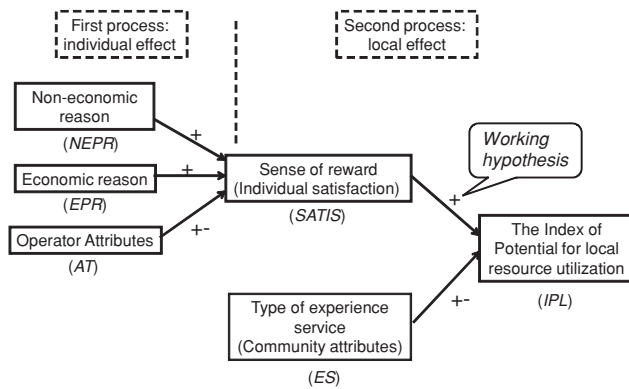 First process:
individual effect
Second process:
local effect
Non-economic
reason
(NEPR)
+
Economic reason
(EPR)
+
Operator Attributes
(AT)
+-
Sense of reward
(Individual satisfaction)
(SATIS)
Working
hypothesis
+
The Index of
Potential for local
resource utilization
(IPL)
Type of experience
service
(Community attributes)
(ES)
+-